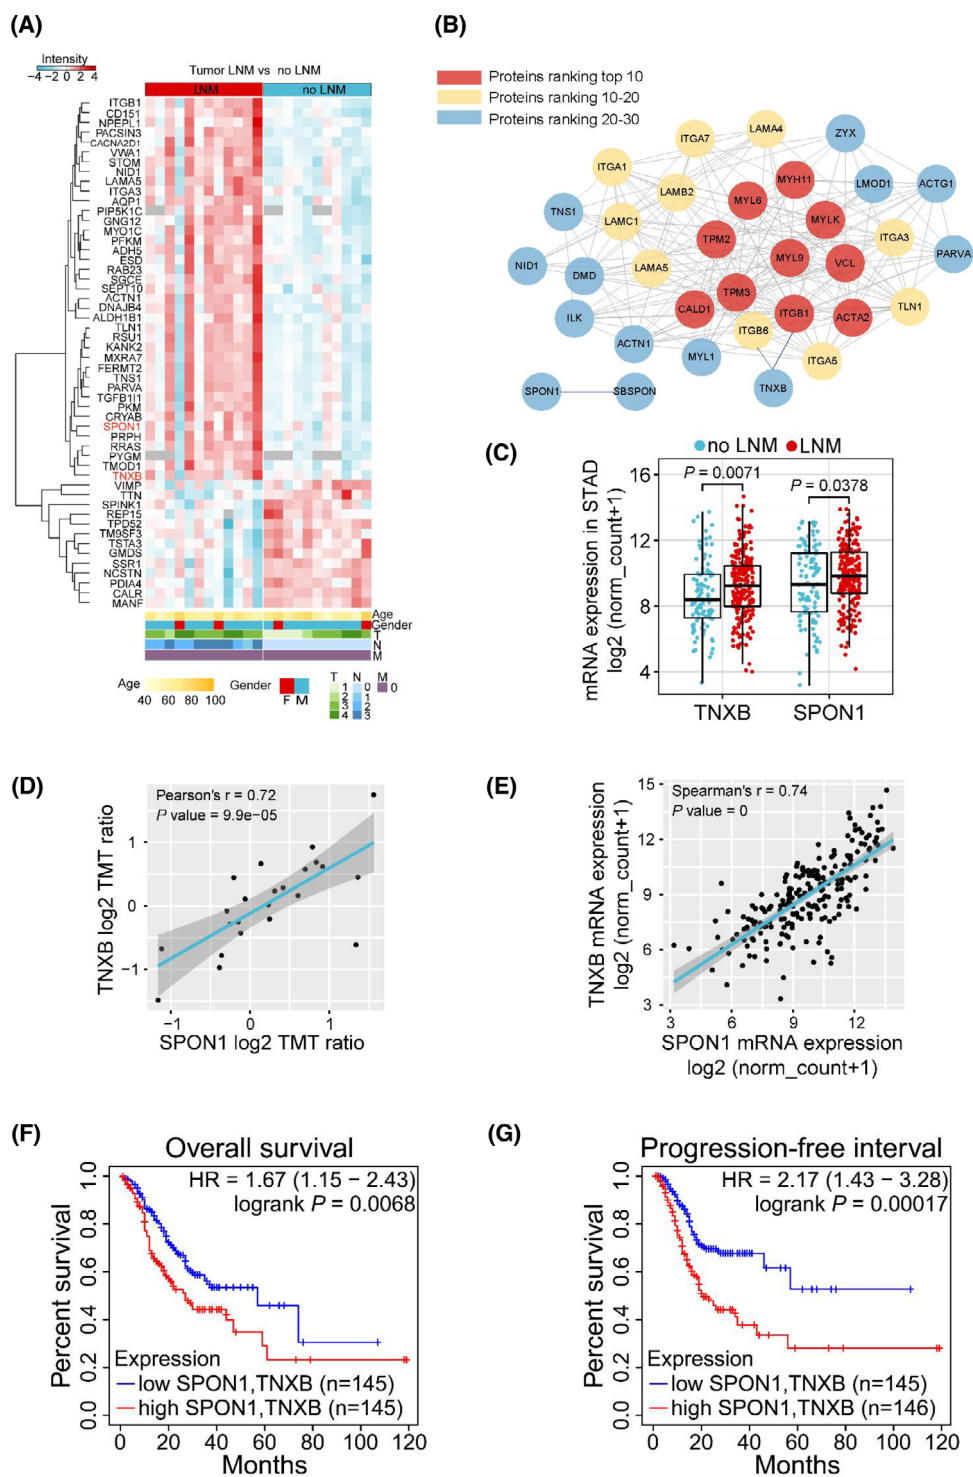 (A)
Intensity
−4 −2 0 2 4
Tumor LNM vs no LNM
LNM
no LNM
ITGB1
CD151
NPEPL1
PACSIN3
CACNA2D1
VWA1
STOM
NID1
LAMA5
ITGA3
AQP1
PIP5K1C
GNG12
MYO1C
PFKM
ADH5
ESD
RAB23
SGCE
SEPT10
ACTN1
DNAJB4
ALDH1B1
TLN1
RSU1
KANK2
MXRA7
FERMT2
TNS1
PARVA
TGFB1I1
PKM
CRYAB
SPON1
PRPH
RRAS
PYGM
TMOD1
TNXB
VIMP
TTN
SPINK1
REP15
TPD52
TM9SF3
TSTA3
GMDS
SSR1
NCSTN
PDIA4
CALR
MANF
Age
Gender
T
N
M
Age
40 60 80 100
Gender
F M
T
1
2
3
4
N
0
1
2
3
M
0
(B)
Proteins ranking top 10
Proteins ranking 10-20
Proteins ranking 20-30
LAMA4
ITGA7
ZYX
ITGA1
MYH11
LMOD1
ACTG1
LAMB2
MYL6
TNS1
LAMC1
MYLK
TPM2
ITGA3
PARVA
NID1
DMD
LAMA5
MYL9
VCL
TPM3
TLN1
ILK
CALD1
ITGB1
ACTA2
ITGB6
ACTN1
MYL1
ITGA5
TNXB
SPON1
SBSPON
(C)
no LNM
LNM
mRNA expression in STAD
log2 (norm_count+1)
16
12
8
4
P = 0.0071
P = 0.0378
TNXB
SPON1
(D)
Pearson's r = 0.72
P value = 9.9e−05
TNXB log2 TMT ratio
1
0
−1
−1
0
1
SPON1 log2 TMT ratio
(E)
Spearman's r = 0.74
P value = 0
TNXB mRNA expression
log2 (norm_count+1)
15
12
9
6
3
3
6
9
12
SPON1 mRNA expression
log2 (norm_count+1)
(F)
Overall survival
HR = 1.67 (1.15 − 2.43)
logrank P = 0.0068
Percent survival
1.0
0.8
0.6
0.4
0.2
0.0
Expression
low SPON1,TNXB (n=145)
high SPON1,TNXB (n=145)
0 20 40 60 80 100 120
Months
(G)
Progression-free interval
HR = 2.17 (1.43 − 3.28)
logrank P = 0.00017
Percent survival
1.0
0.8
0.6
0.4
0.2
0.0
Expression
low SPON1,TNXB (n=145)
high SPON1,TNXB (n=146)
0 20 40 60 80 100 120
Months